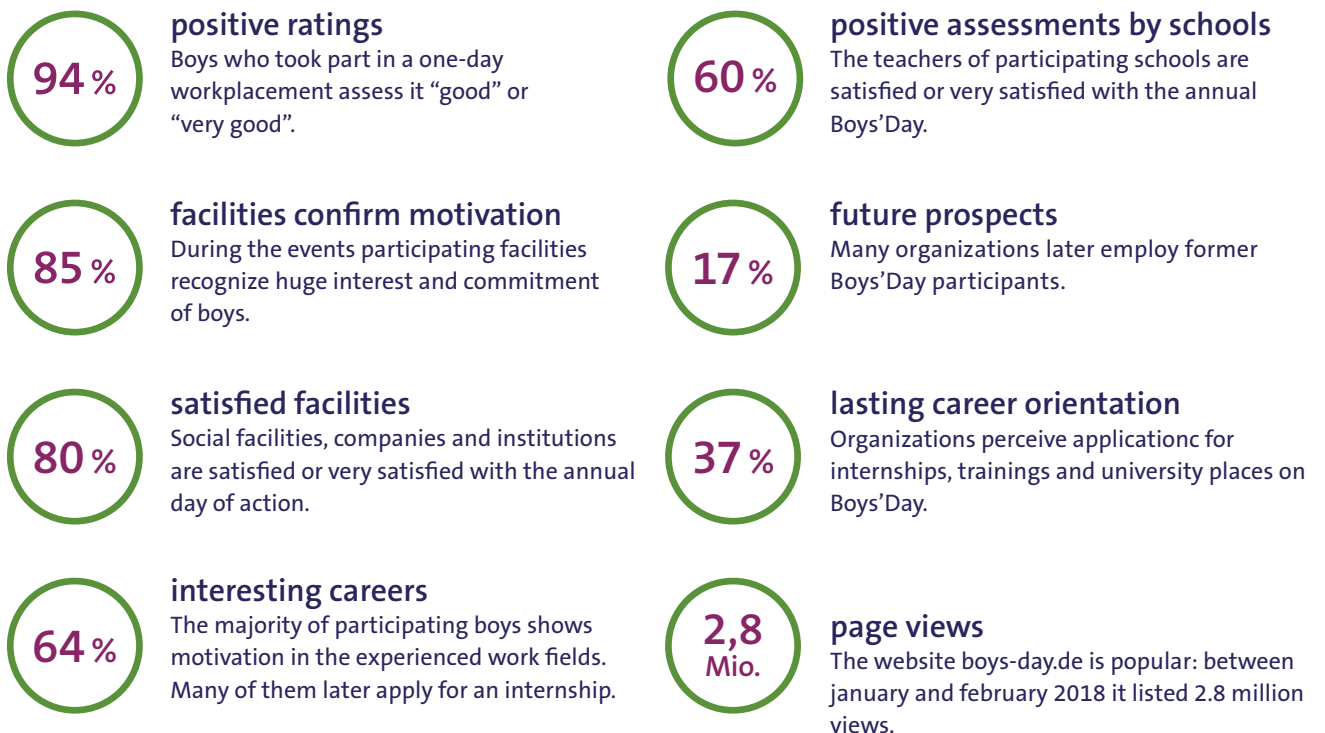 94 %
positive ratings
Boys who took part in a one-day
workplacement assess it “good” or
“very good”.
85 %
facilities confirm motivation
During the events participating facilities
recognize huge interest and commitment
of boys.
80 %
satisfied facilities
Social facilities, companies and institutions
are satisfied or very satisfied with the annual
day of action.
64 %
interesting careers
The majority of participating boys shows
motivation in the experienced work fields.
Many of them later apply for an internship.
60 %
positive assessments by schools
The teachers of participating schools are
satisfied or very satisfied with the annual
Boys’Day.
17 %
future prospects
Many organizations later employ former
Boys’Day participants.
37 %
lasting career orientation
Organizations perceive applicationc for
internships, trainings and university places on
Boys’Day.
2,8
Mio.
page views
The website boys-day.de is popular: between
january and february 2018 it listed 2.8 million
views.